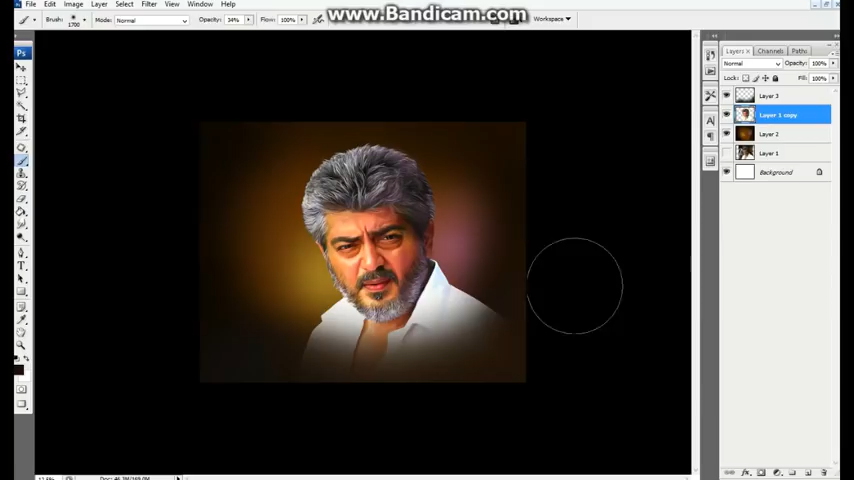 www.Bandicam.com
File Edit Image Layer Select Filter View Window Help
Brush: 1700 Mode: Normal Opacity: 34% Flow: 100% Workspace
Ps
Layers × Channels Paths
Normal Opacity: 100%
Lock: Fill: 100%
Layer 3
Layer 1 copy
Layer 2
Layer 1
Background